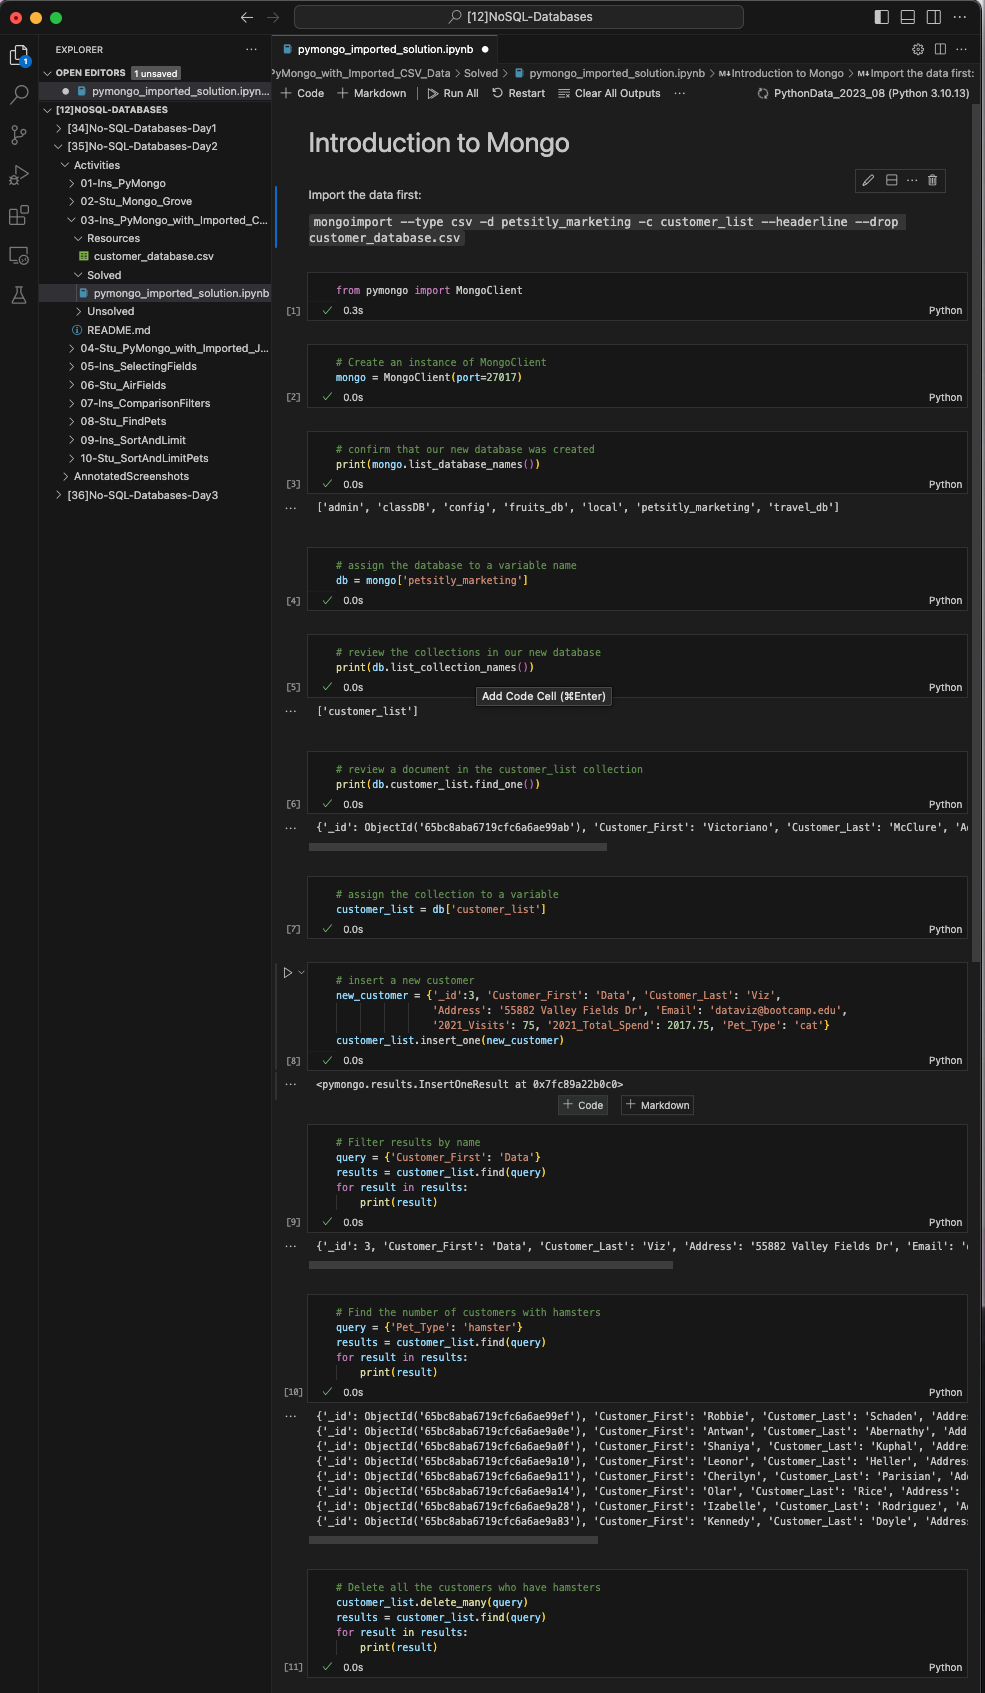 [12]NoSQL-Databases
EXPLORER
OPEN EDITORS 1 unsaved
pymongo_imported_solution.ipyn...
[12]NOSQL-DATABASES
[34]No-SQL-Databases-Day1
[35]No-SQL-Databases-Day2
Activities
01-Ins_PyMongo
02-Stu_Mongo_Grove
03-Ins_PyMongo_with_Imported_C...
Resources
customer_database.csv
Solved
pymongo_imported_solution.ipynb
Unsolved
README.md
04-Stu_PyMongo_with_Imported_J...
05-Ins_SelectingFields
06-Stu_AirFields
07-Ins_ComparisonFilters
08-Stu_FindPets
09-Ins_SortAndLimit
10-Stu_SortAndLimitPets
AnnotatedScreenshots
[36]No-SQL-Databases-Day3
1
pymongo_imported_solution.ipynb
PyMongo_with_Imported_CSV_Data > Solved > pymongo_imported_solution.ipynb > M↓Introduction to Mongo > M↓Import the data first:
+ Code + Markdown | Run All Restart Clear All Outputs ... PythonData_2023_08 (Python 3.10.13)
Introduction to Mongo
Import the data first:
mongoimport --type csv -d petsitly_marketing -c customer_list --headerline --drop
customer_database.csv
from pymongo import MongoClient
[1] ✓ 0.3s Python
# Create an instance of MongoClient
mongo = MongoClient(port=27017)
[2] ✓ 0.0s Python
# confirm that our new database was created
print(mongo.list_database_names())
[3] ✓ 0.0s Python
... ['admin', 'classDB', 'config', 'fruits_db', 'local', 'petsitly_marketing', 'travel_db']
# assign the database to a variable name
db = mongo['petsitly_marketing']
[4] ✓ 0.0s Python
# review the collections in our new database
print(db.list_collection_names())
[5] ✓ 0.0s Python
Add Code Cell (⌘Enter)
... ['customer_list']
# review a document in the customer_list collection
print(db.customer_list.find_one())
[6] ✓ 0.0s Python
... {'_id': ObjectId('65bc8aba6719cfc6a6ae99ab'), 'Customer_First': 'Victoriano', 'Customer_Last': 'McClure', 'Ad
# assign the collection to a variable
customer_list = db['customer_list']
[7] ✓ 0.0s Python
# insert a new customer
new_customer = {'_id':3, 'Customer_First': 'Data', 'Customer_Last': 'Viz',
'Address': '55882 Valley Fields Dr', 'Email': 'dataviz@bootcamp.edu',
'2021_Visits': 75, '2021_Total_Spend': 2017.75, 'Pet_Type': 'cat'}
customer_list.insert_one(new_customer)
[8] ✓ 0.0s Python
... <pymongo.results.InsertOneResult at 0x7fc89a22b0c0>
+ Code + Markdown
# Filter results by name
query = {'Customer_First': 'Data'}
results = customer_list.find(query)
for result in results:
print(result)
[9] ✓ 0.0s Python
... {'_id': 3, 'Customer_First': 'Data', 'Customer_Last': 'Viz', 'Address': '55882 Valley Fields Dr', 'Email': '
# Find the number of customers with hamsters
query = {'Pet_Type': 'hamster'}
results = customer_list.find(query)
for result in results:
print(result)
[10] ✓ 0.0s Python
... {'_id': ObjectId('65bc8aba6719cfc6a6ae99ef'), 'Customer_First': 'Robbie', 'Customer_Last': 'Schaden', 'Addre
{'_id': ObjectId('65bc8aba6719cfc6a6ae9a0e'), 'Customer_First': 'Antwan', 'Customer_Last': 'Abernathy', 'Add
{'_id': ObjectId('65bc8aba6719cfc6a6ae9a0f'), 'Customer_First': 'Shaniya', 'Customer_Last': 'Kuphal', 'Addre
{'_id': ObjectId('65bc8aba6719cfc6a6ae9a10'), 'Customer_First': 'Leonor', 'Customer_Last': 'Heller', 'Address
{'_id': ObjectId('65bc8aba6719cfc6a6ae9a11'), 'Customer_First': 'Cherilyn', 'Customer_Last': 'Parisian', 'Ad
{'_id': ObjectId('65bc8aba6719cfc6a6ae9a14'), 'Customer_First': 'Olar', 'Customer_Last': 'Rice', 'Address':
{'_id': ObjectId('65bc8aba6719cfc6a6ae9a28'), 'Customer_First': 'Izabelle', 'Customer_Last': 'Rodriguez', 'A
{'_id': ObjectId('65bc8aba6719cfc6a6ae9a83'), 'Customer_First': 'Kennedy', 'Customer_Last': 'Doyle', 'Address
# Delete all the customers who have hamsters
customer_list.delete_many(query)
results = customer_list.find(query)
for result in results:
print(result)
[11] ✓ 0.0s Python